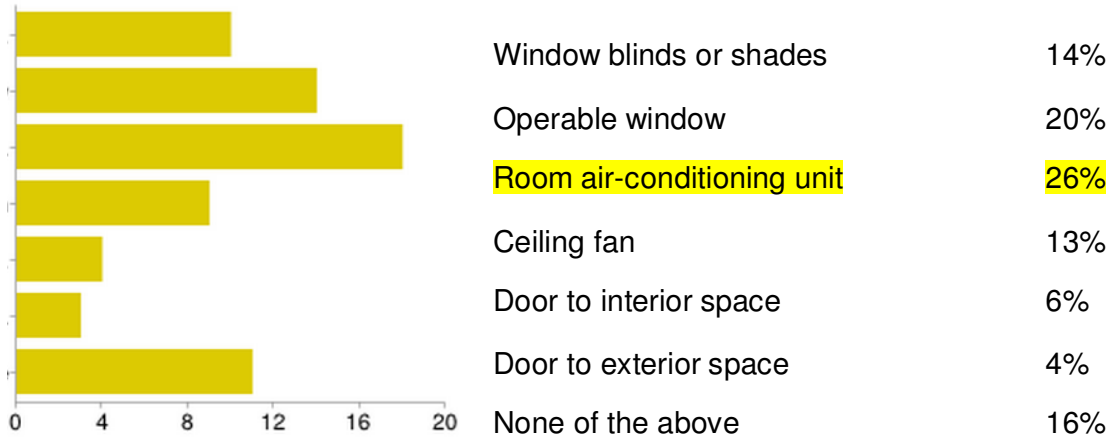 Window blinds or shades 14%
Operable window 20%
Room air-conditioning unit 26%
Ceiling fan 13%
Door to interior space 6%
Door to exterior space 4%
None of the above 16%
0 4 8 12 16 20